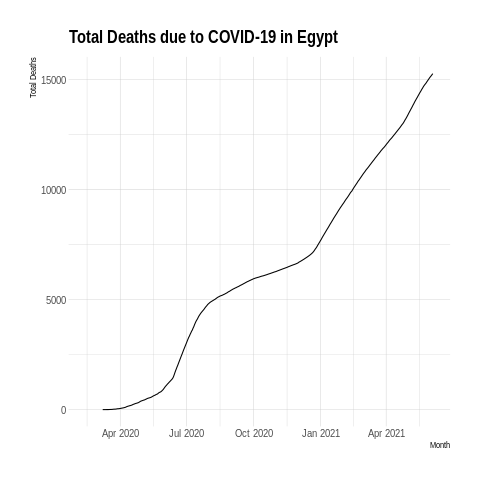 Total Deaths due to COVID-19 in Egypt
Total Deaths
15000
10000
5000
0
Apr 2020 Jul 2020 Oct 2020 Jan 2021 Apr 2021
Month